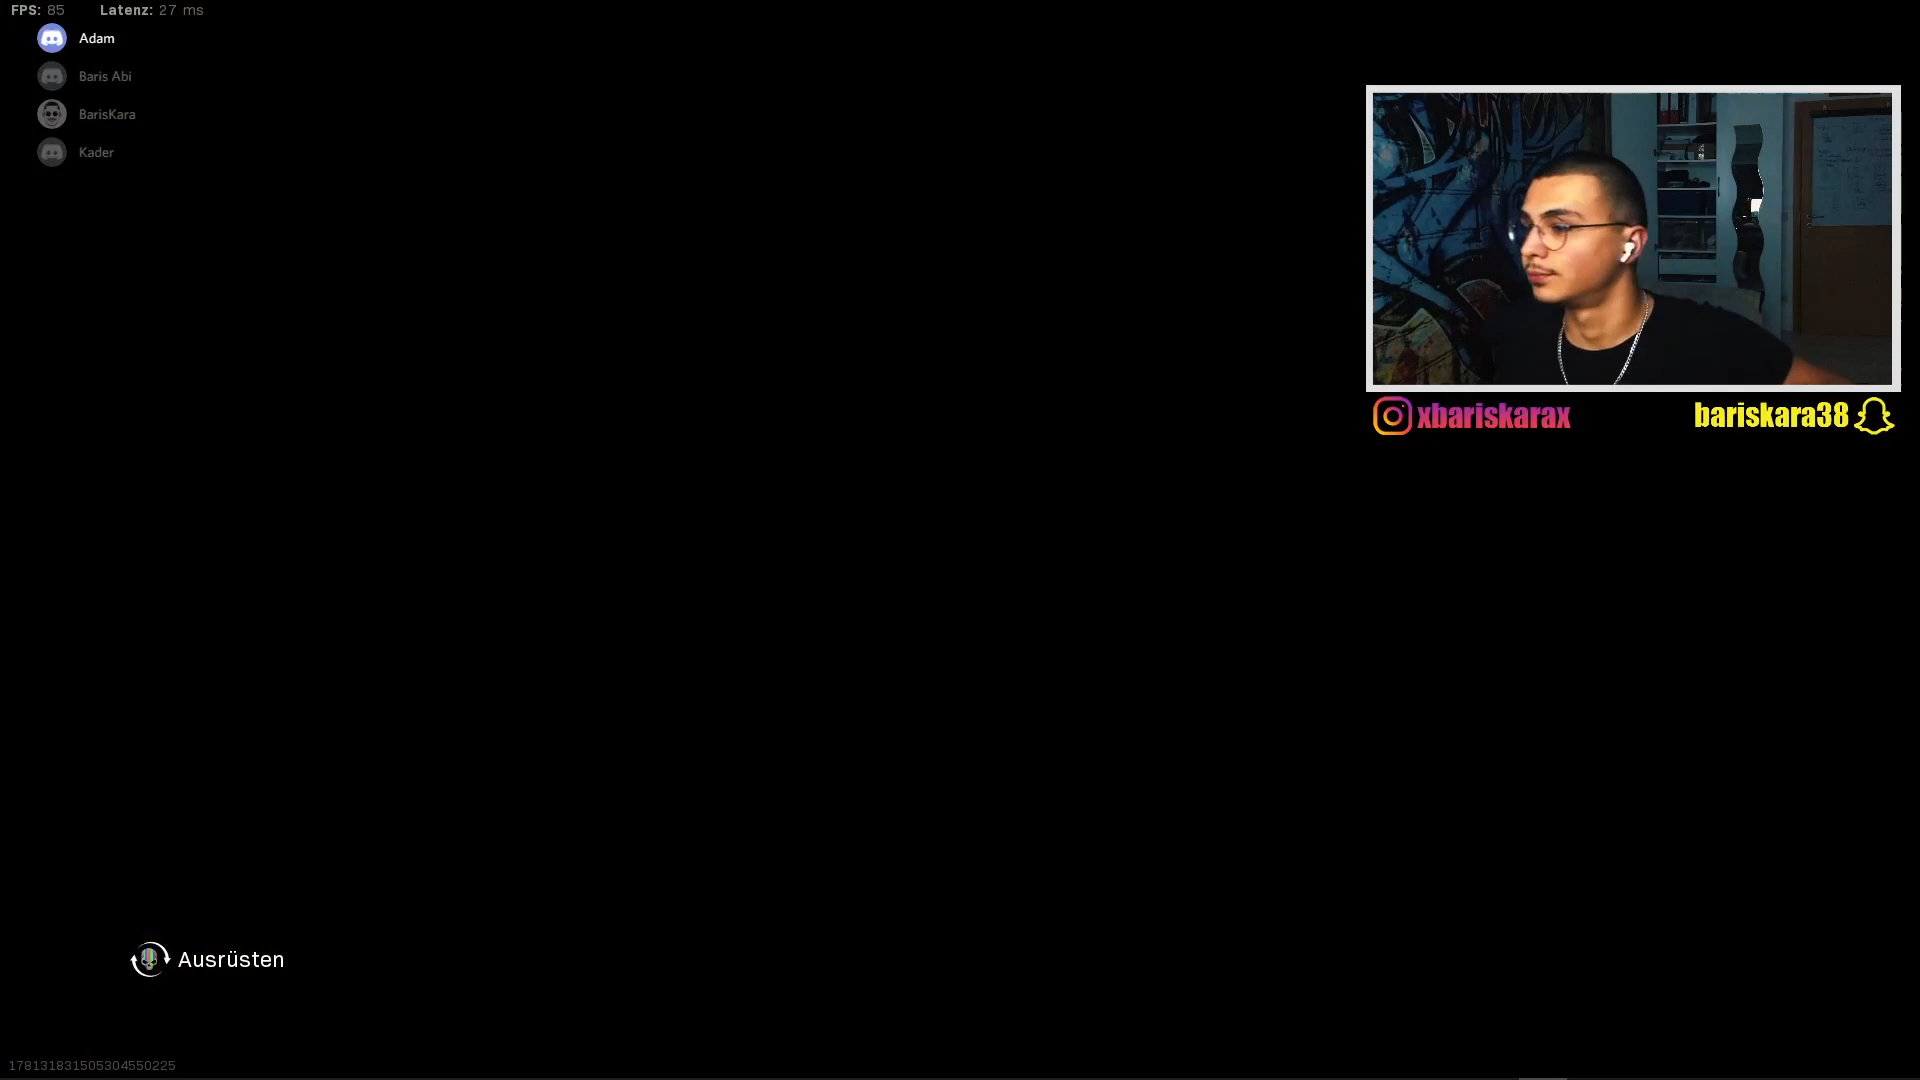 FPS: 85 Latenz: 27 ms
Adam
Baris Abi
BarisKara
Kader
xbariskarax
bariskara38
Ausrüsten
178131831505304550225